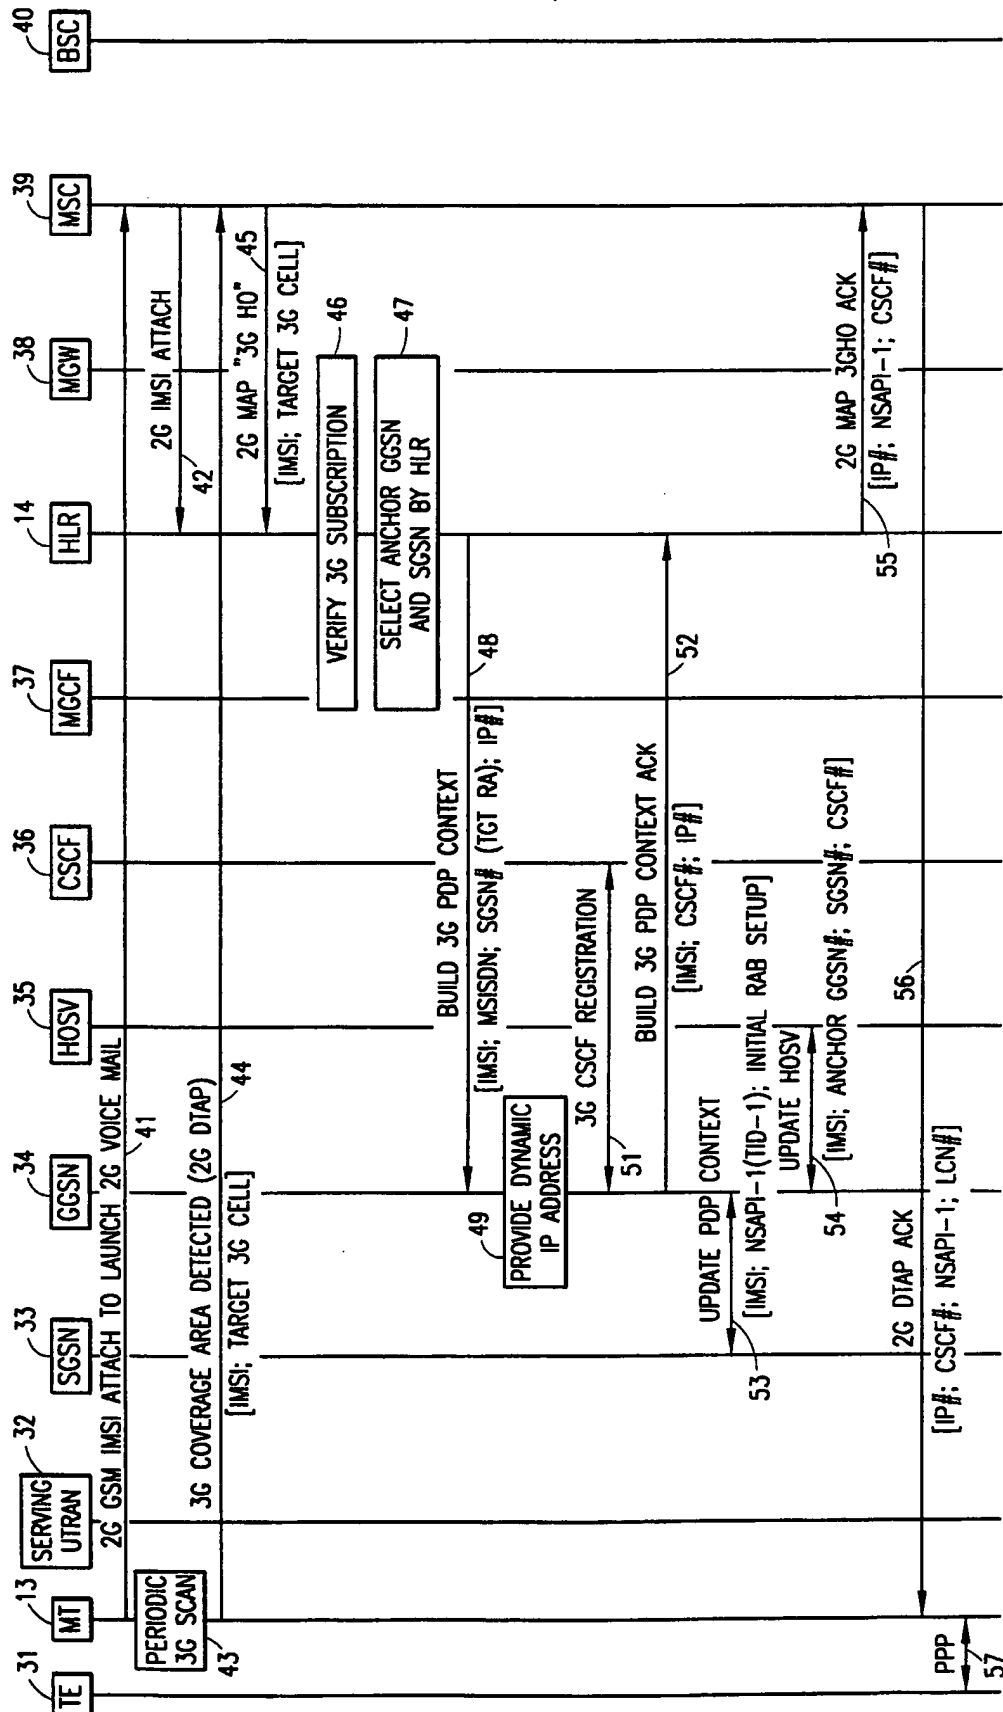 31
TE
13
MT
32
SERVING
UTRAN
33
SGSN
34
GGSN
35
HOSV
36
CSCF
37
MGCF
14
HLR
38
MGW
39
MSC
40
BSC
2G GSM IMSI ATTACH TO LAUNCH 2G VOICE MAIL
41
2G IMSI ATTACH
42
PERIODIC
3G SCAN
43
3G COVERAGE AREA DETECTED (2G DTAP)
44
[IMSI; TARGET 3G CELL]
2G MAP "3G HO"
45
[IMSI; TARGET 3G CELL]
VERIFY 3G SUBSCRIPTION
46
SELECT ANCHOR GGSN
AND SGSN BY HLR
47
BUILD 3G PDP CONTEXT
48
[IMSI; MSISDN; SGSN# (TGT RA); IP#]
49
PROVIDE DYNAMIC
IP ADDRESS
3G CSCF REGISTRATION
51
BUILD 3G PDP CONTEXT ACK
52
[IMSI; CSCF#; IP#]
UPDATE PDP CONTEXT
53
[IMSI; NSAPI-1(TID-1); INITIAL RAB SETUP]
UPDATE HOSV
54
[IMSI; ANCHOR GGSN#; SGSN#; CSCF#]
2G MAP 3GHO ACK
55
[IP#; NSAPI-1; CSCF#]
2G DTAP ACK
56
[IP#; CSCF#; NSAPI-1; LCN#]
PPP
57